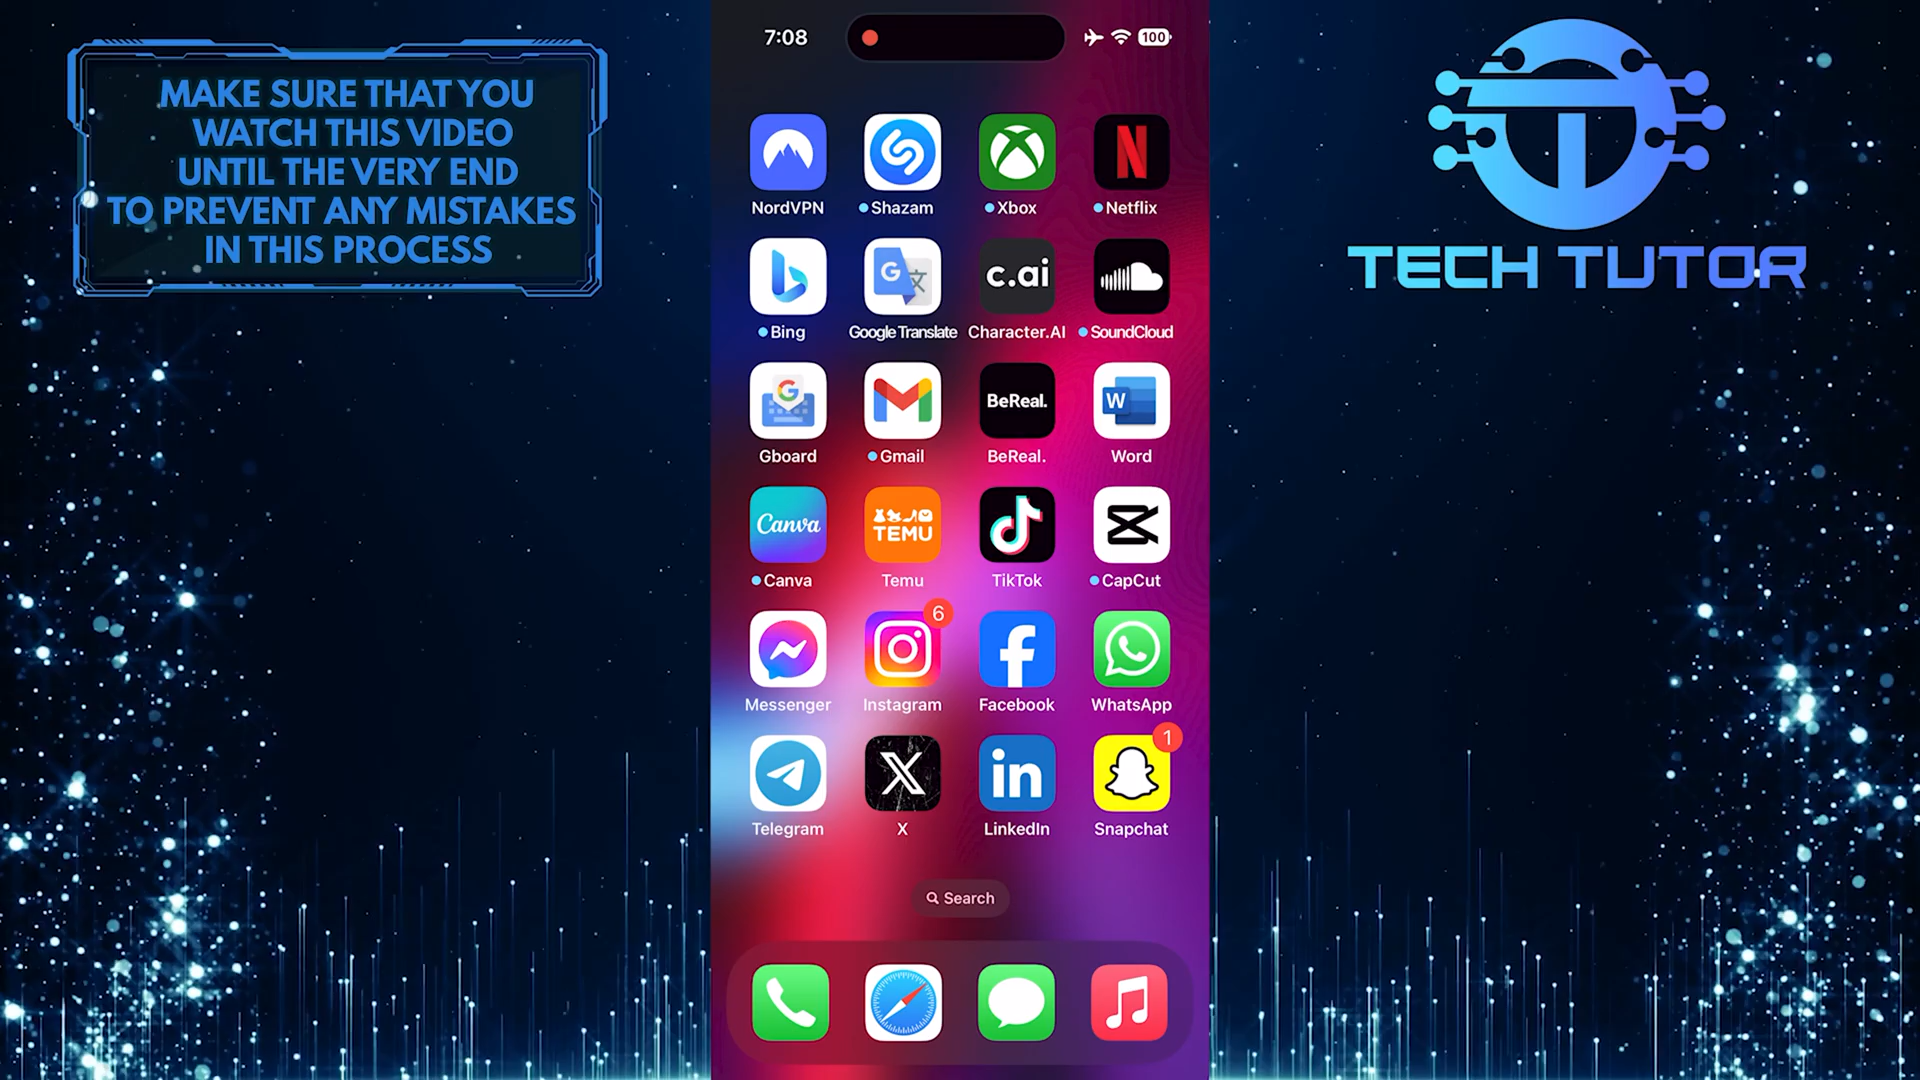 MAKE SURE THAT YOU
WATCH THIS VIDEO
UNTIL THE VERY END
TO PREVENT ANY MISTAKES
IN THIS PROCESS
7:08
100
TECH TUTOR
NordVPN
Shazam
Xbox
N
Netflix
b
G 文
c.ai
Bing
Google Translate
Character.AI
SoundCloud
G
BeReal.
W
Gboard
Gmail
BeReal.
Word
Canva
TEMU
Canva
Temu
TikTok
CapCut
6
f
Messenger
Instagram
Facebook
WhatsApp
1
X
in
Telegram
X
LinkedIn
Snapchat
Search